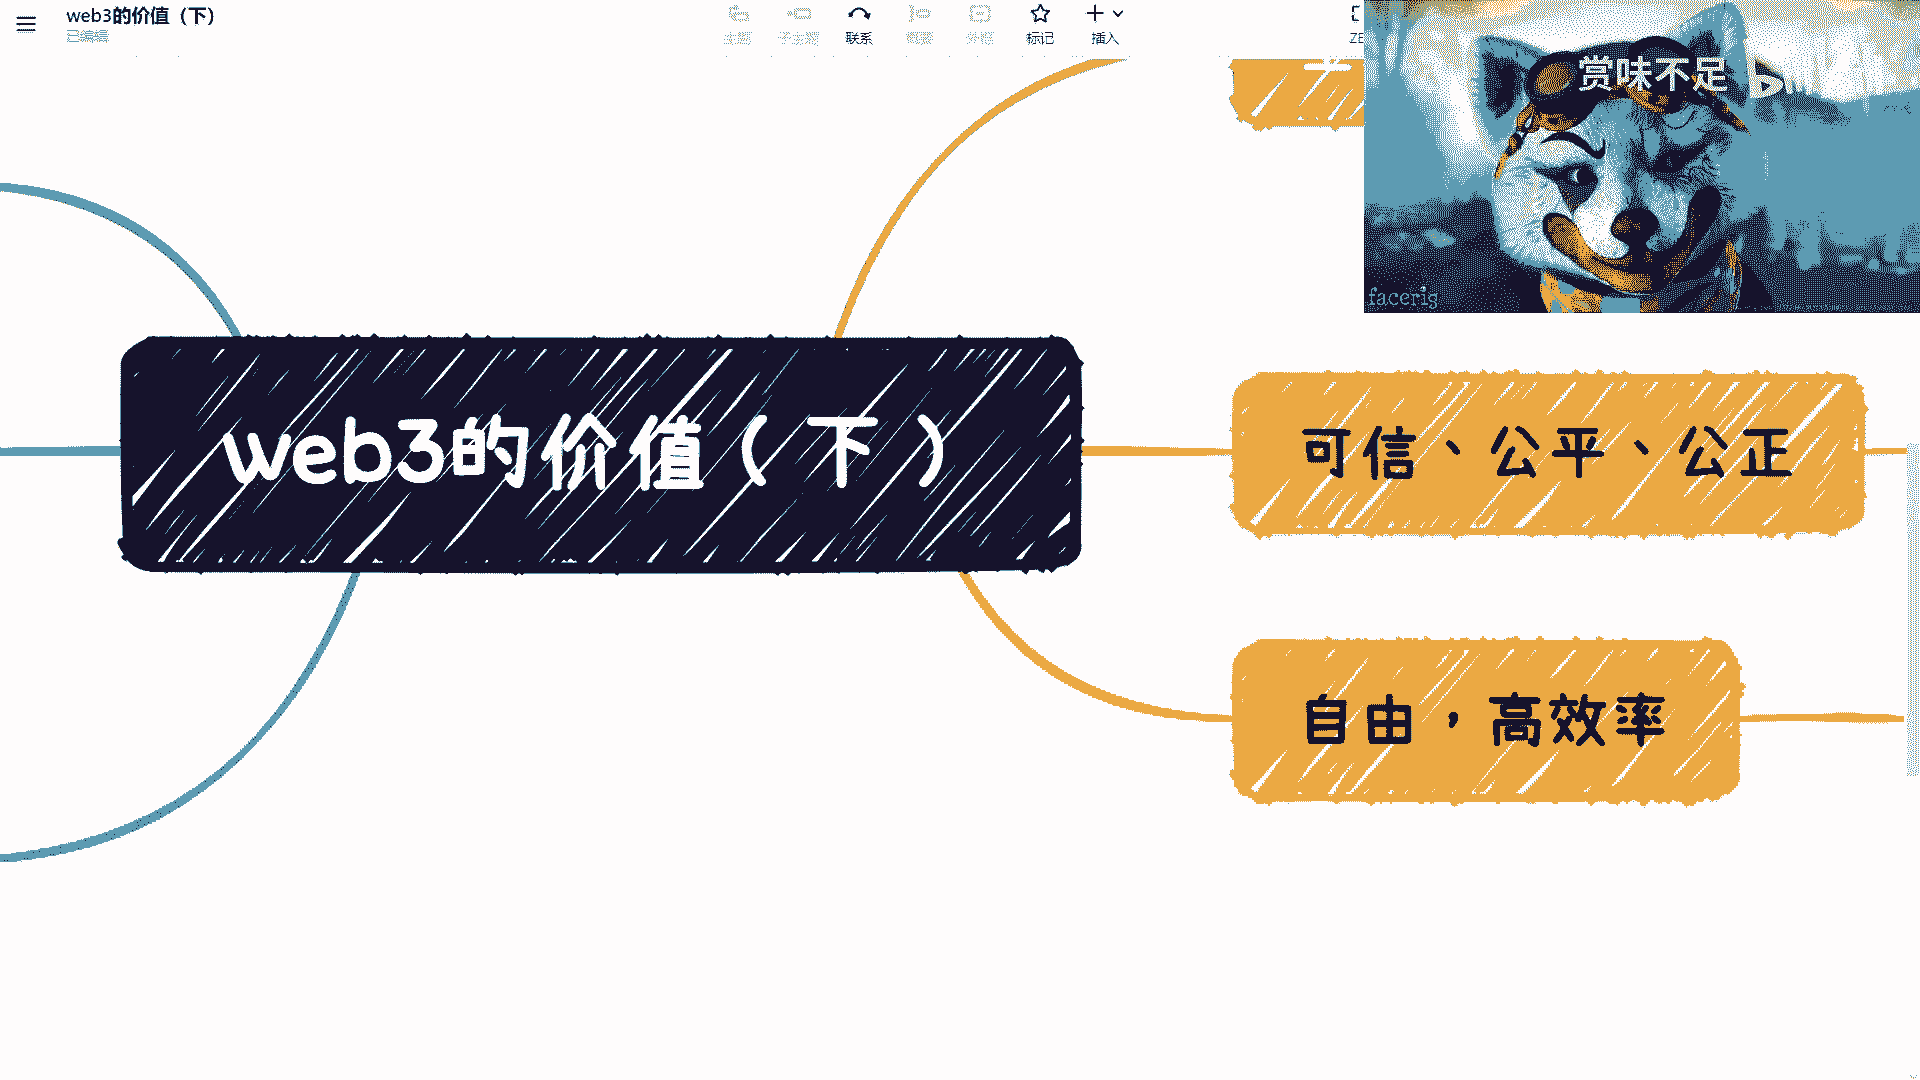 web3的价值（下）
已编辑
主题
子主题
联系
概要
外框
标记
插入
ZE
赏味不足
facerig
web3的价值（下）
可信、公平、公正
自由，高效率